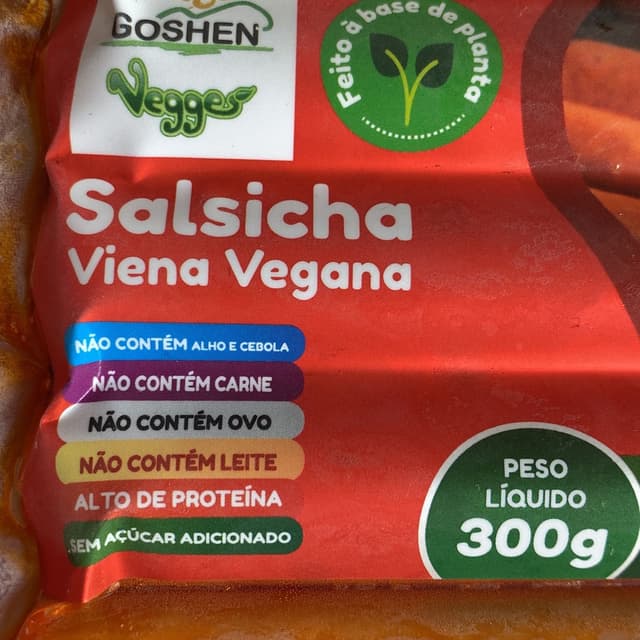 GOSHEN
Vegges
Feito à base de planta
Salsicha
Viena Vegana
NÃO CONTÉM ALHO E CEBOLA
NÃO CONTÉM CARNE
NÃO CONTÉM OVO
NÃO CONTÉM LEITE
ALTO DE PROTEÍNA
SEM AÇÚCAR ADICIONADO
PESO
LÍQUIDO
300g